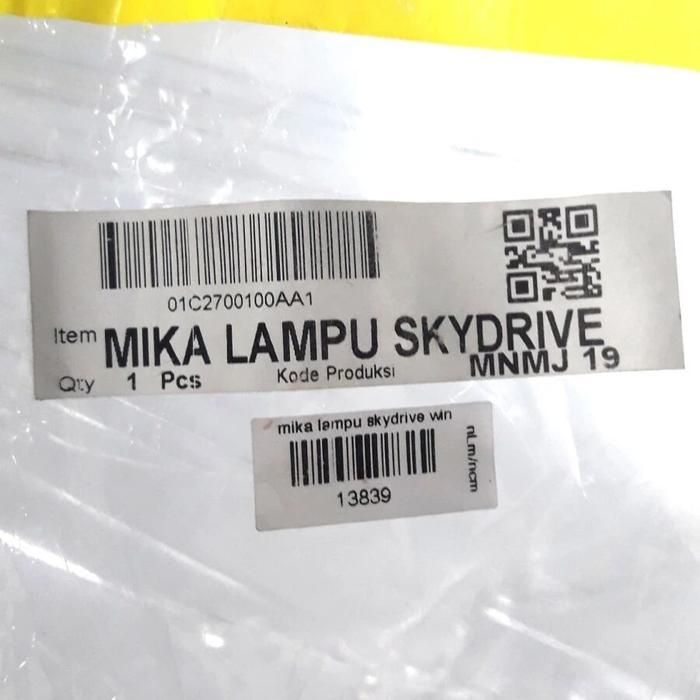 01C2700100AA1
Item MIKA LAMPU SKYDRIVE
Qty 1 Pcs Kode Produksi MNMJ 19
mika lampu skydrive win
nLm/ncm
13839